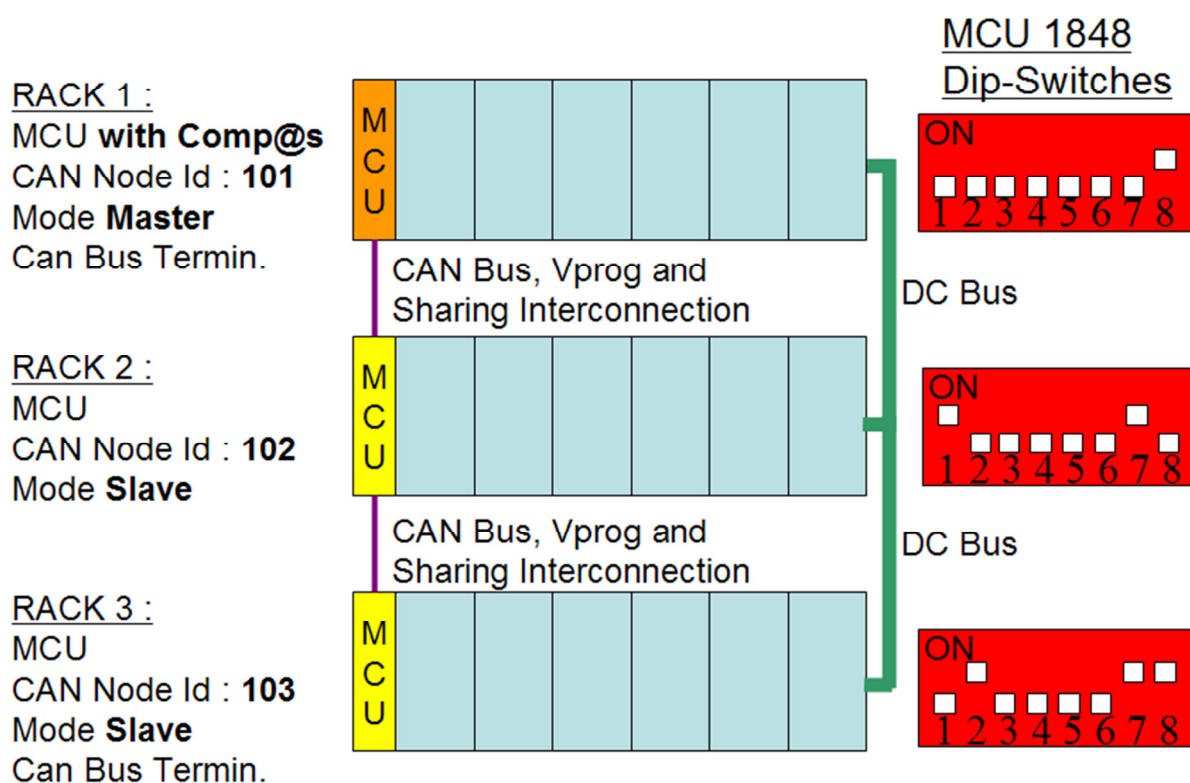 MCU 1848
Dip-Switches
RACK 1 :
MCU with Comp@s
CAN Node Id : 101
Mode Master
Can Bus Termin.
M
C
U
ON
1 2 3 4 5 6 7 8
CAN Bus, Vprog and
Sharing Interconnection
DC Bus
RACK 2 :
MCU
CAN Node Id : 102
Mode Slave
M
C
U
ON
1 2 3 4 5 6 7 8
CAN Bus, Vprog and
Sharing Interconnection
DC Bus
RACK 3 :
MCU
CAN Node Id : 103
Mode Slave
Can Bus Termin.
M
C
U
ON
1 2 3 4 5 6 7 8